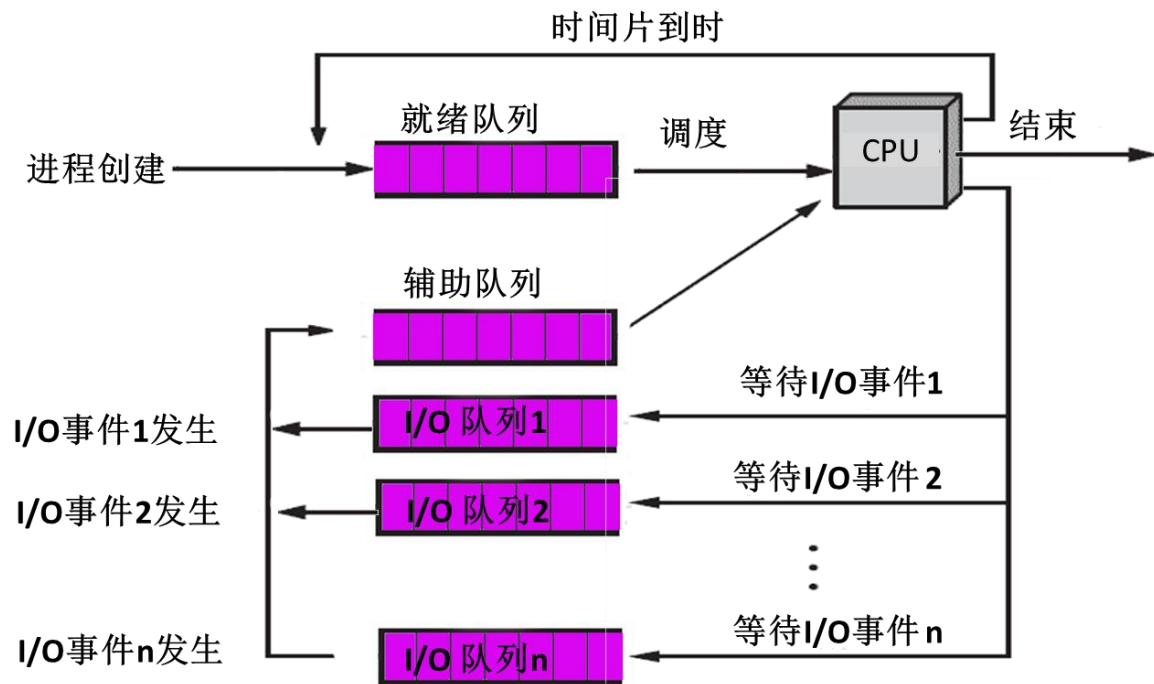 时间片到时
就绪队列
调度
CPU
结束
进程创建
辅助队列
等待I/O事件1
I/O 队列1
I/O事件1发生
等待I/O事件2
I/O 队列2
I/O事件2发生
等待I/O事件n
I/O 队列n
I/O事件n发生